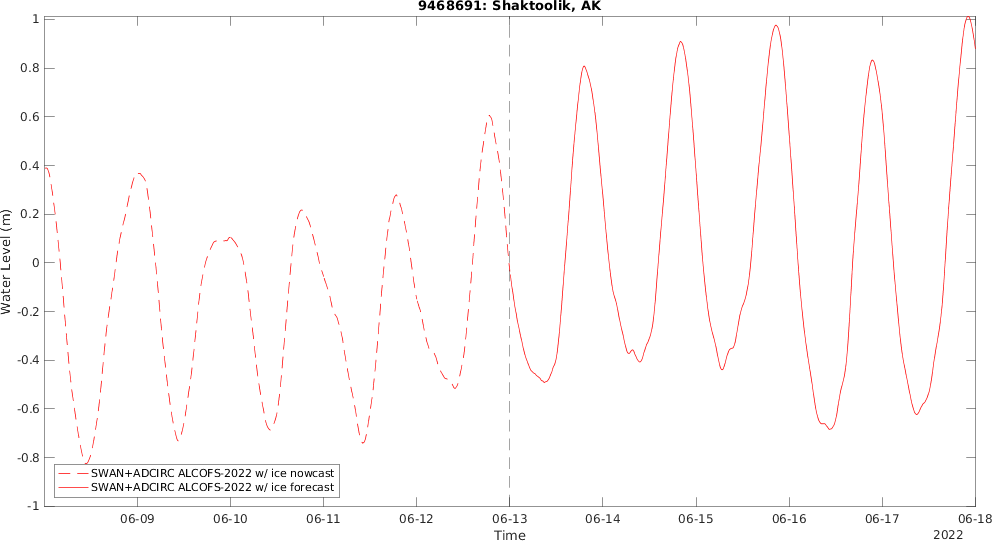 9468691: Shaktoolik, AK
1
0.8
0.6
0.4
0.2
0
-0.2
-0.4
-0.6
-0.8
-1
Water Level (m)
SWAN+ADCIRC ALCOFS-2022 w/ ice nowcast
SWAN+ADCIRC ALCOFS-2022 w/ ice forecast
06-09 06-10 06-11 06-12 06-13 06-14 06-15 06-16 06-17 06-18
Time
2022